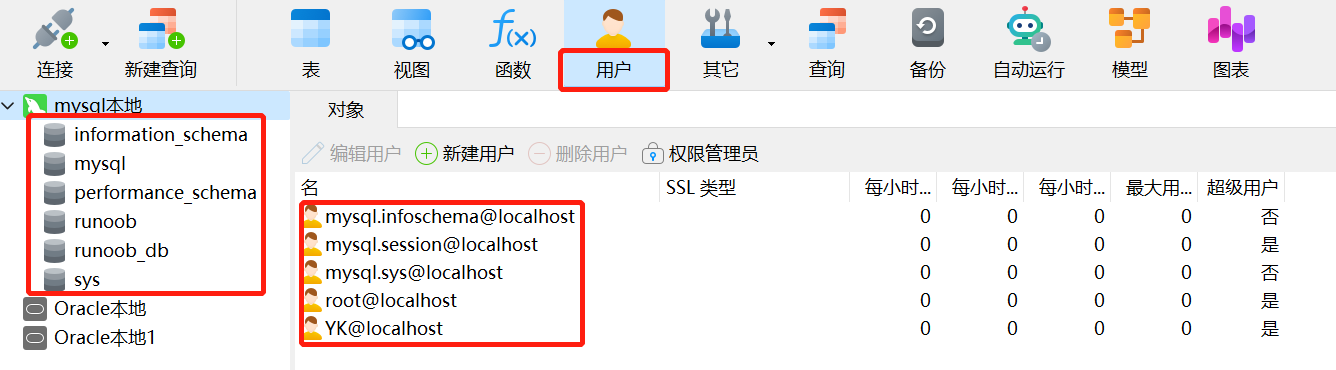 连接 新建查询 表 视图 f(x) 函数 用户 其它 查询 备份 自动运行 模型 图表
mysql本地
information_schema
mysql
performance_schema
runoob
runoob_db
sys
Oracle本地
Oracle本地1
对象
编辑用户 新建用户 删除用户 权限管理员
名 SSL 类型 每小时... 每小时... 每小时... 最大用... 超级用户
mysql.infoschema@localhost 0 0 0 0 否
mysql.session@localhost 0 0 0 0 是
mysql.sys@localhost 0 0 0 0 否
root@localhost 0 0 0 0 是
YK@localhost 0 0 0 0 是